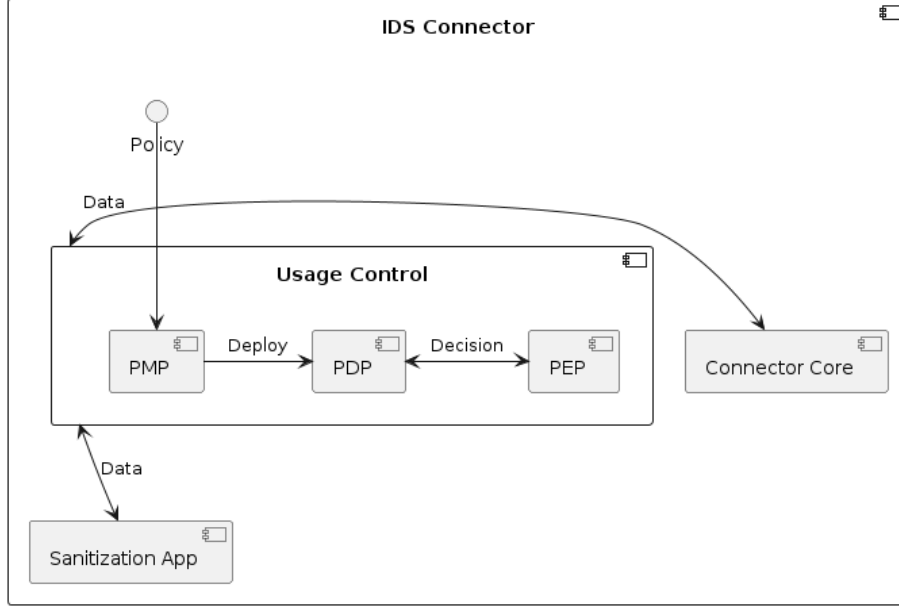 IDS Connector
Policy
Data
Usage Control
PMP
Deploy
PDP
Decision
PEP
Connector Core
Data
Sanitization App